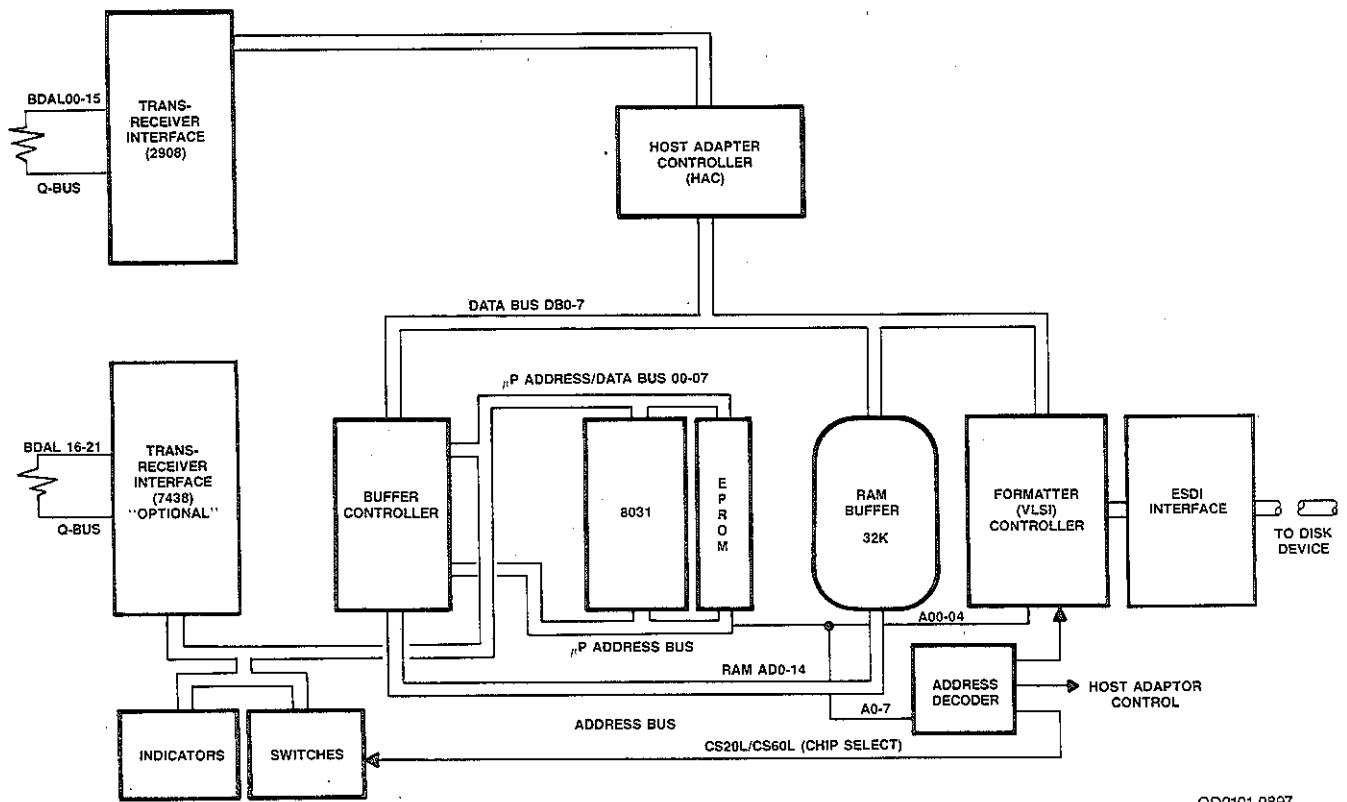 BDAL00-15
Q-BUS
TRANS-
RECEIVER
INTERFACE
(2908)
HOST ADAPTER
CONTROLLER
(HAC)
DATA BUS DB0-7
μP ADDRESS/DATA BUS 00-07
BDAL 16-21
Q-BUS
TRANS-
RECEIVER
INTERFACE
(7438)
"OPTIONAL"
BUFFER
CONTROLLER
8031
EPROM
RAM
BUFFER
32K
FORMATTER
(VLSI)
CONTROLLER
ESDI
INTERFACE
TO DISK
DEVICE
A00-04
μP ADDRESS BUS
RAM AD0-14
ADDRESS
DECODER
HOST ADAPTOR
CONTROL
A0-7
ADDRESS BUS
CS20L/CS60L (CHIP SELECT)
INDICATORS
SWITCHES